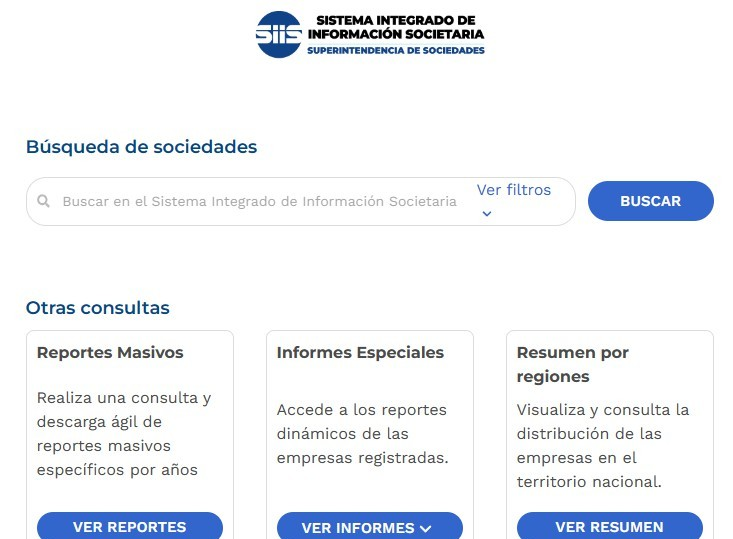 siis
SISTEMA INTEGRADO DE
INFORMACIÓN SOCIETARIA
SUPERINTENDENCIA DE SOCIEDADES
Búsqueda de sociedades
Buscar en el Sistema Integrado de Información Societaria
Ver filtros
BUSCAR
Otras consultas
Reportes Masivos
Realiza una consulta y
descarga ágil de
reportes masivos
específicos por años
VER REPORTES
Informes Especiales
Accede a los reportes
dinámicos de las
empresas registradas.
VER INFORMES
Resumen por
regiones
Visualiza y consulta la
distribución de las
empresas en el
territorio nacional.
VER RESUMEN